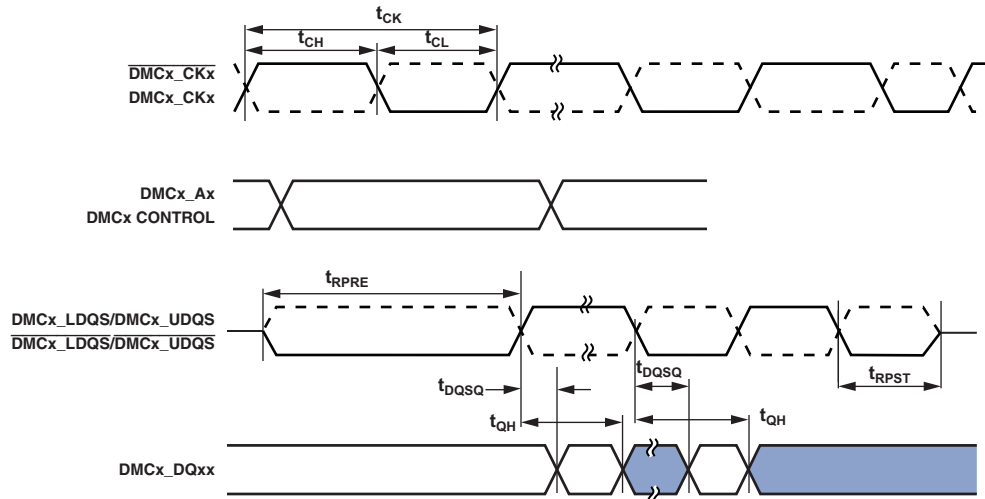 tCK
tCH
tCL
DMCx_CKx
DMCx_CKx
DMCx_Ax
DMCx CONTROL
tRPRE
DMCx_LDQS/DMCx_UDQS
DMCx_LDQS/DMCx_UDQS
tDQSQ
tDQSQ
tRPST
tQH
tQH
DMCx_DQxx